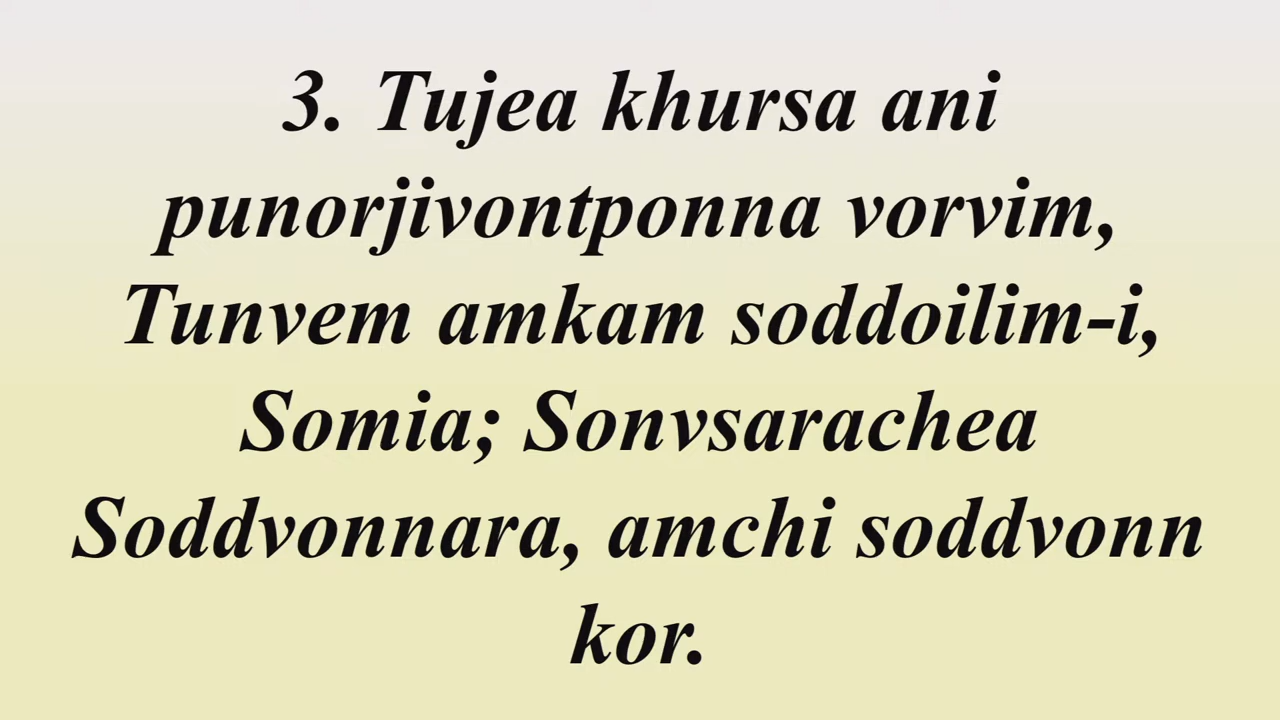 3. Tujea khursa ani
punorjivontponna vorvim,
Tunvem amkam soddoilim-i,
Somia; Sonvsarachea
Soddvonnara, amchi soddvonn
kor.